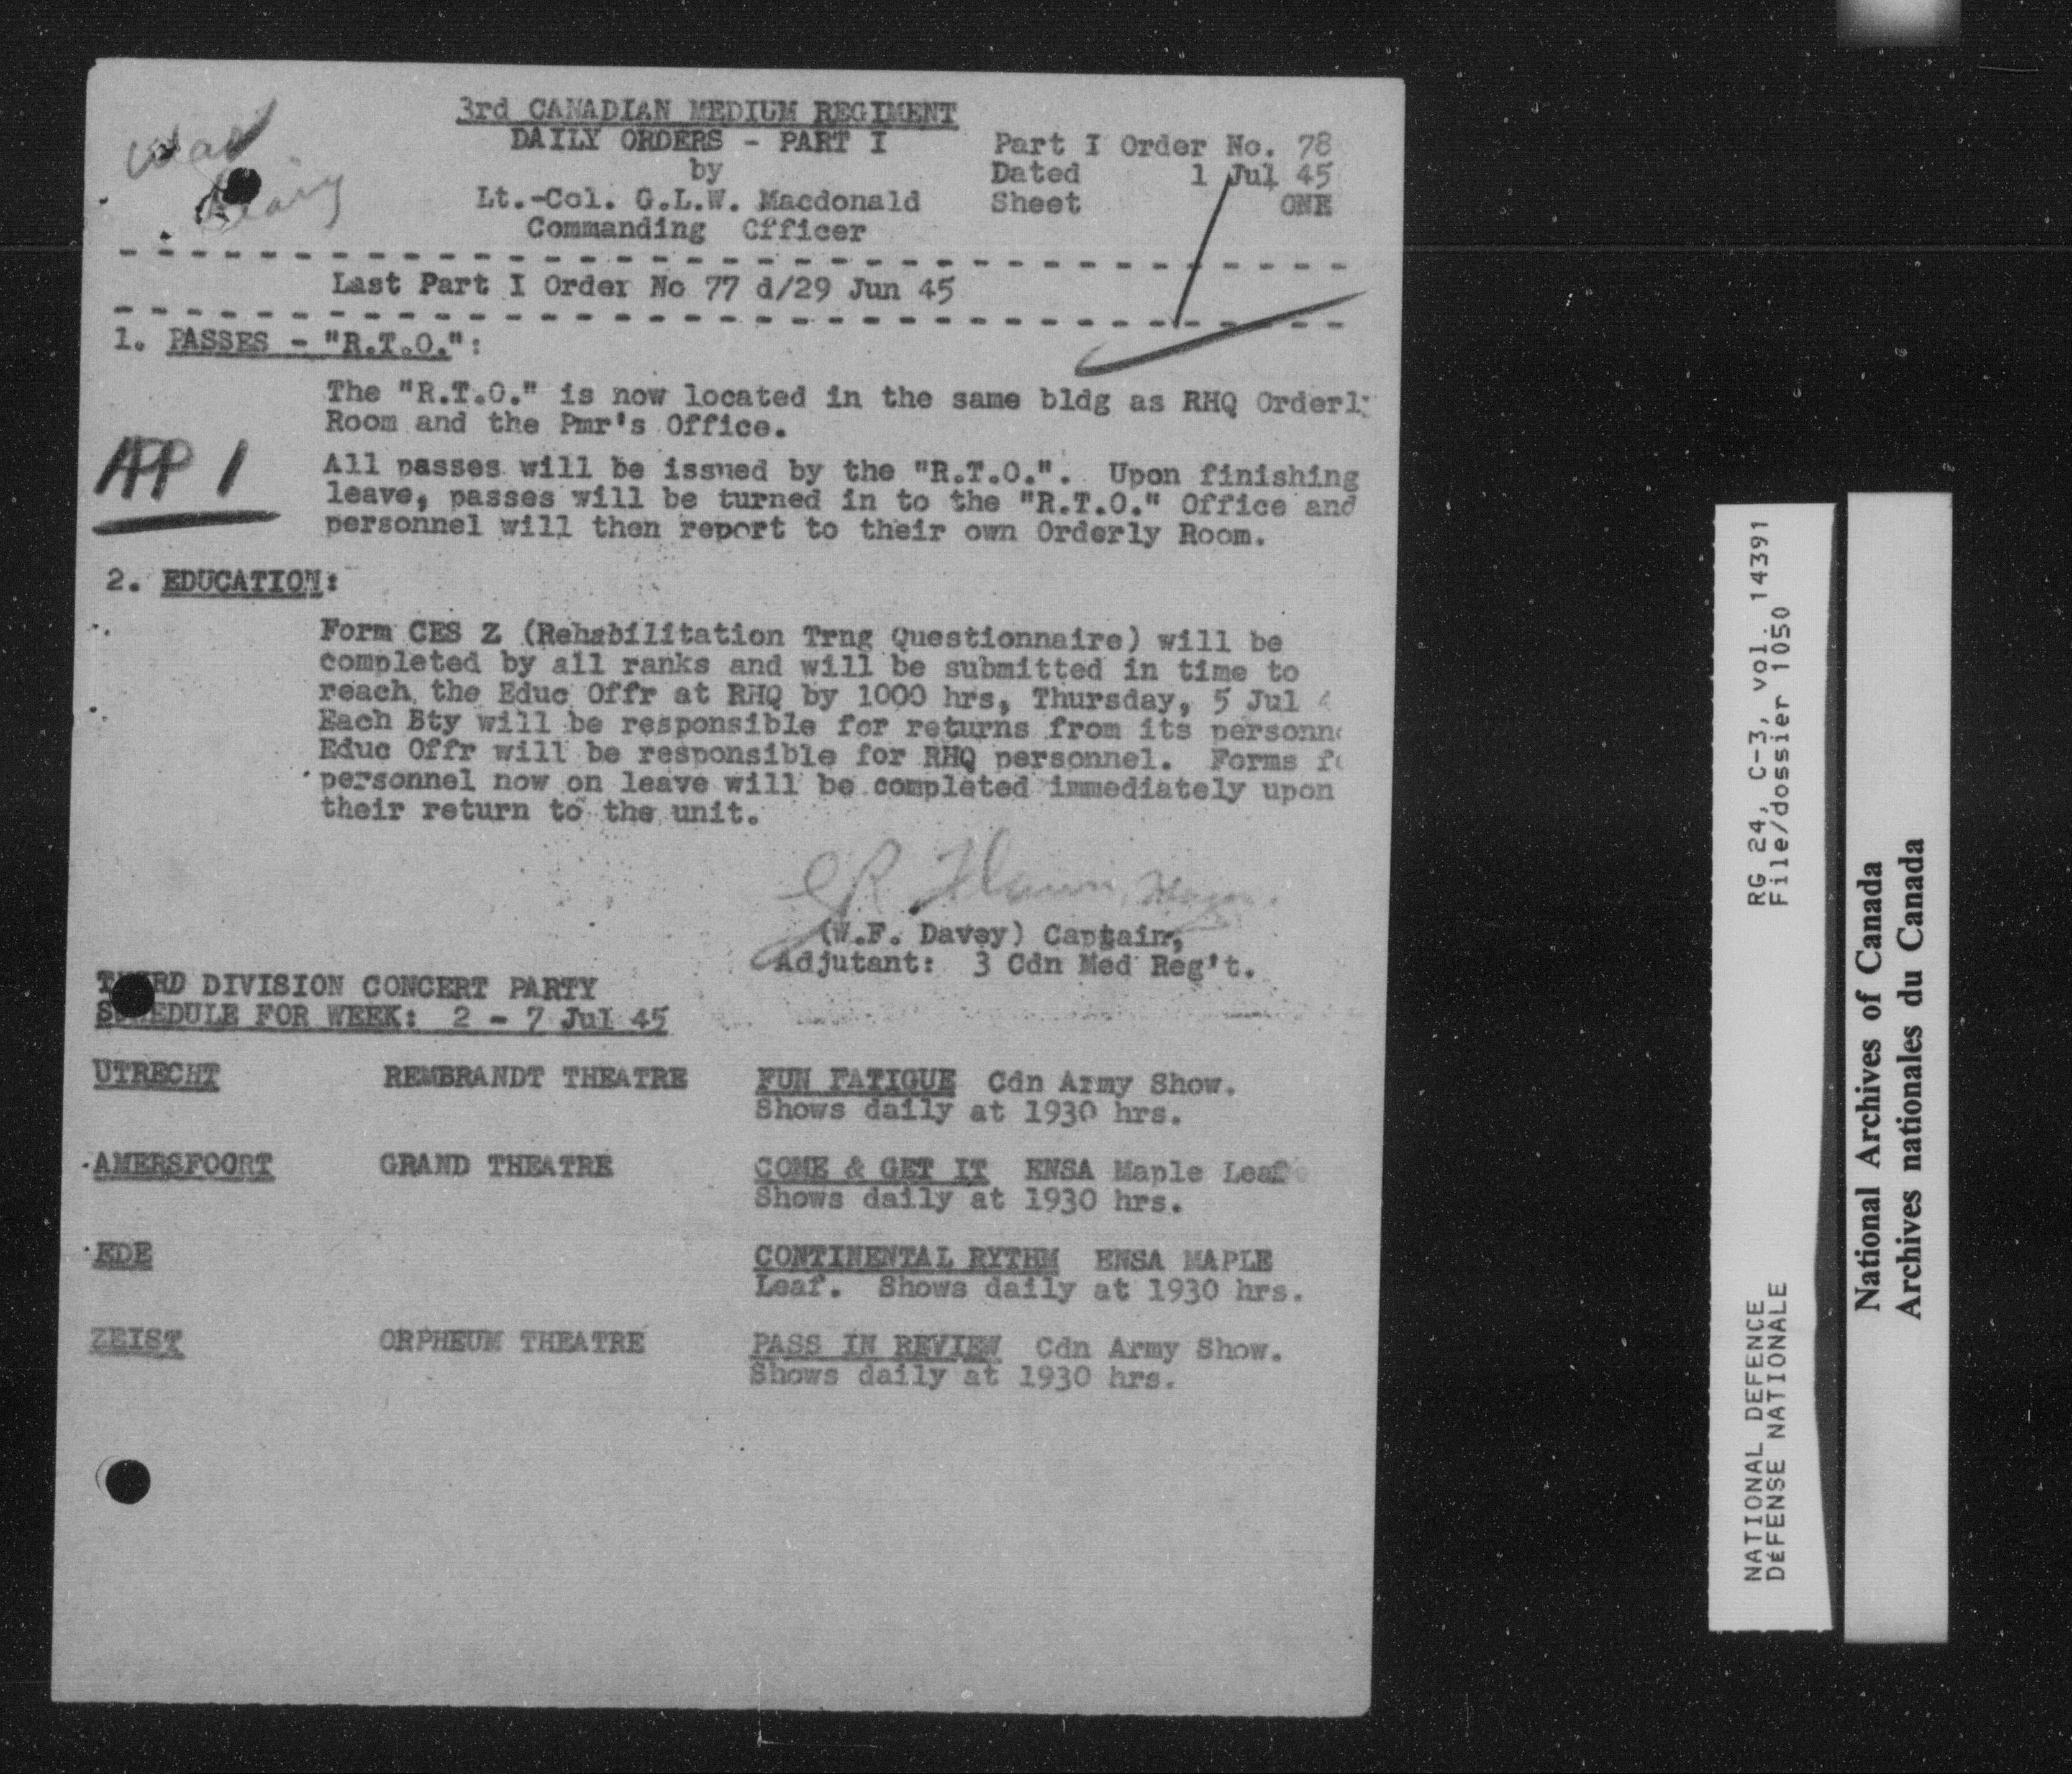 War
Diary
3rd CANADIAN MEDIUM REGIMENT
DAILY ORDERS - PART I
by
Lt.-Col. G.L.W. Macdonald
Commanding Cfficer
Part I Order No. 78
Dated 1 Jul 45
Sheet ONE
Last Part I Order No 77 d/29 Jun 45
1. PASSES - "R.T.O.":
The "R.T.O." is now located in the same bldg as RHQ Orderly
Room and the Pmr's Office.
APP 1
All passes will be issued by the "R.T.O.". Upon finishing
leave, passes will be turned in to the "R.T.O." Office and
personnel will then report to their own Orderly Room.
2. EDUCATION:
Form CES Z (Rehabilitation Trng Questionnaire) will be
completed by all ranks and will be submitted in time to
reach the Educ Offr at RHQ by 1000 hrs, Thursday, 5 Jul
Each Bty will be responsible for returns from its personne
Educ Offr will be responsible for RHQ personnel. Forms fo
personnel now on leave will be completed immediately upon
their return to the unit.
(W.F. Davey) Captain,
Adjutant: 3 Cdn Med Reg't.
THIRD DIVISION CONCERT PARTY
SCHEDULE FOR WEEK: 2 - 7 Jul 45
UTRECHT REMBRANDT THEATRE FUN FATIGUE Cdn Army Show.
Shows daily at 1930 hrs.
AMERSFOORT GRAND THEATRE COME & GET IT ENSA Maple Leaf
Shows daily at 1930 hrs.
EDE CONTINENTAL RYTHM ENSA MAPLE
Leaf. Shows daily at 1930 hrs.
ZEIST ORPHEUM THEATRE PASS IN REVIEW Cdn Army Show.
Shows daily at 1930 hrs.
RG 24, C-3, vol. 14391
File/dossier 1050
NATIONAL DEFENCE
DÉFENSE NATIONALE
National Archives of Canada
Archives nationales du Canada